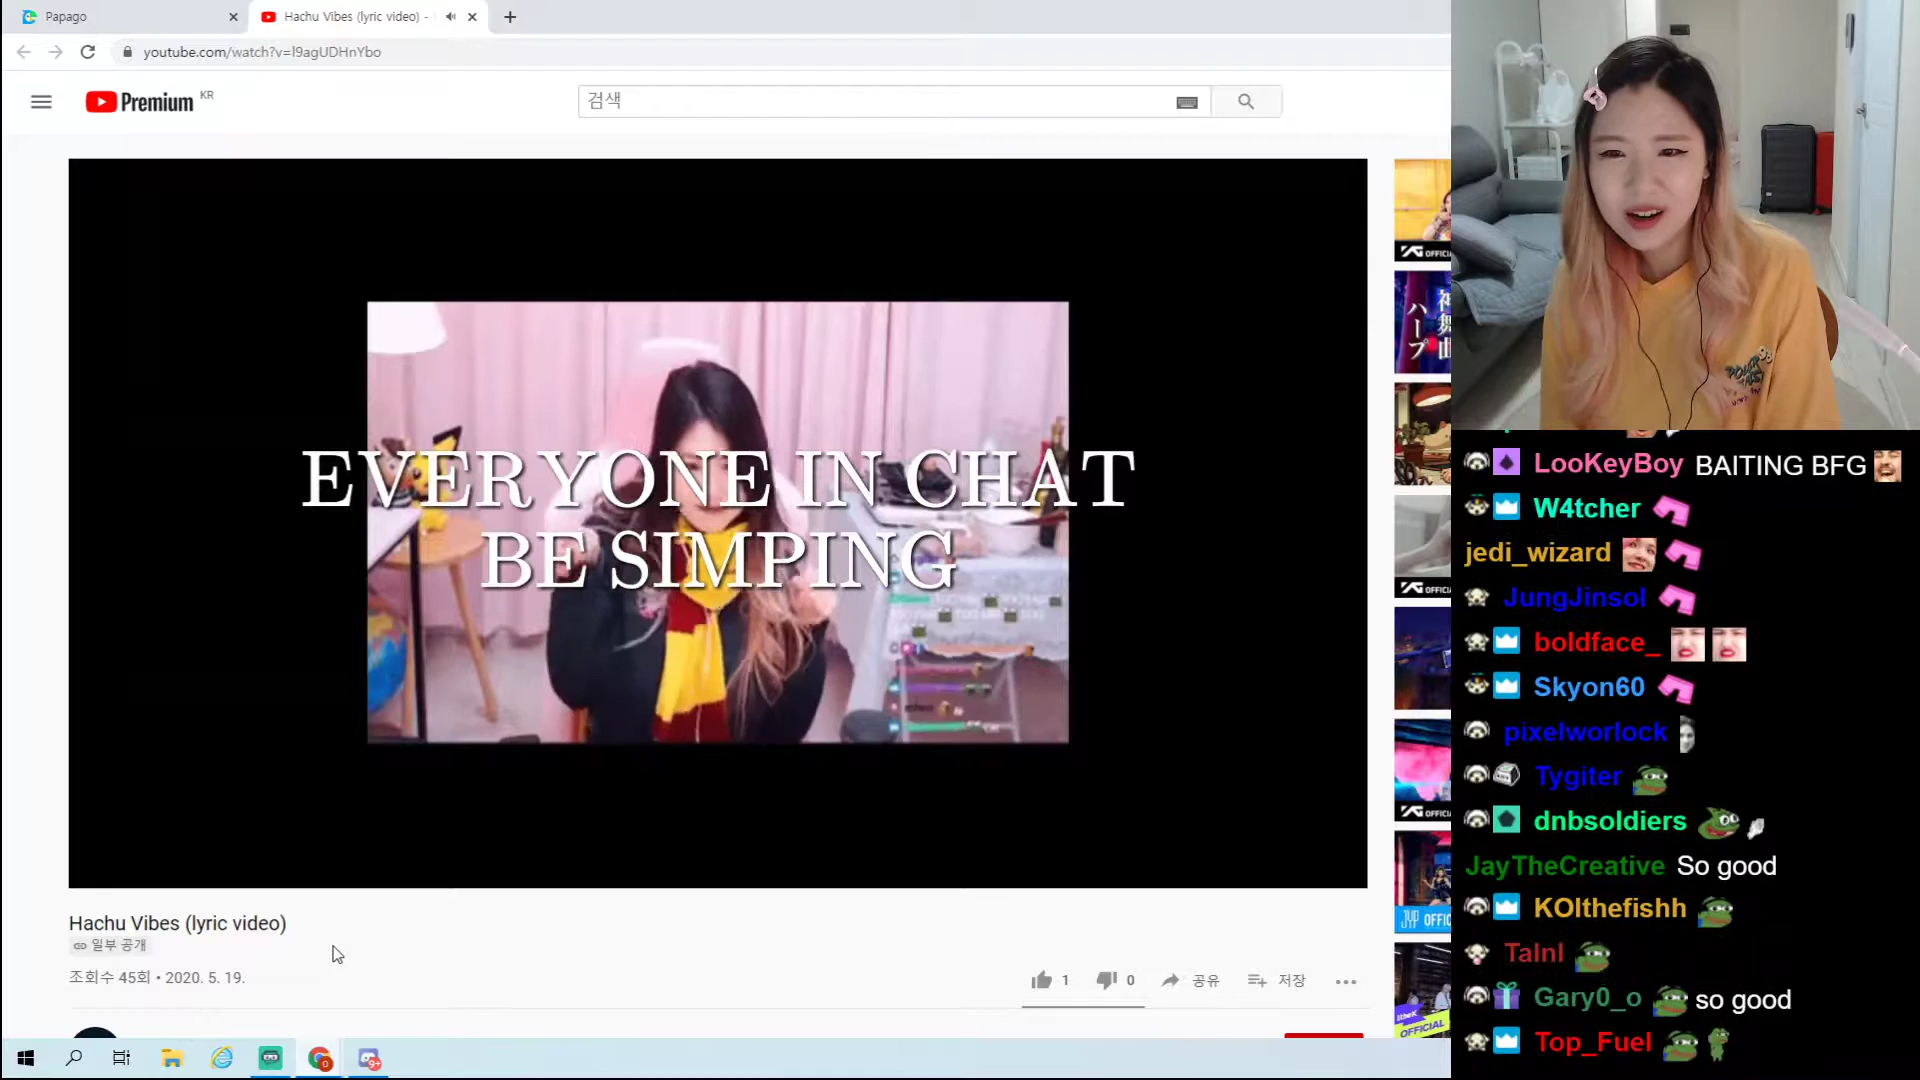 Papago
Hachu Vibes (lyric video) -
youtube.com/watch?v=l9agUDHnYbo
Premium KR
검색
EVERYONE IN CHAT
BE SIMPING
Hachu Vibes (lyric video)
일부 공개
조회수 45회 • 2020. 5. 19.
1
0
공유
저장
OFFICIAL
LooKeyBoy BAITING BFG
W4tcher
jedi_wizard
JungJinsol
boldface_
Skyon60
pixelworlock
Tygiter
dnbsoldiers
JayTheCreative So good
KOIthefishh
TaInI
Gary0_o so good
Top_Fuel